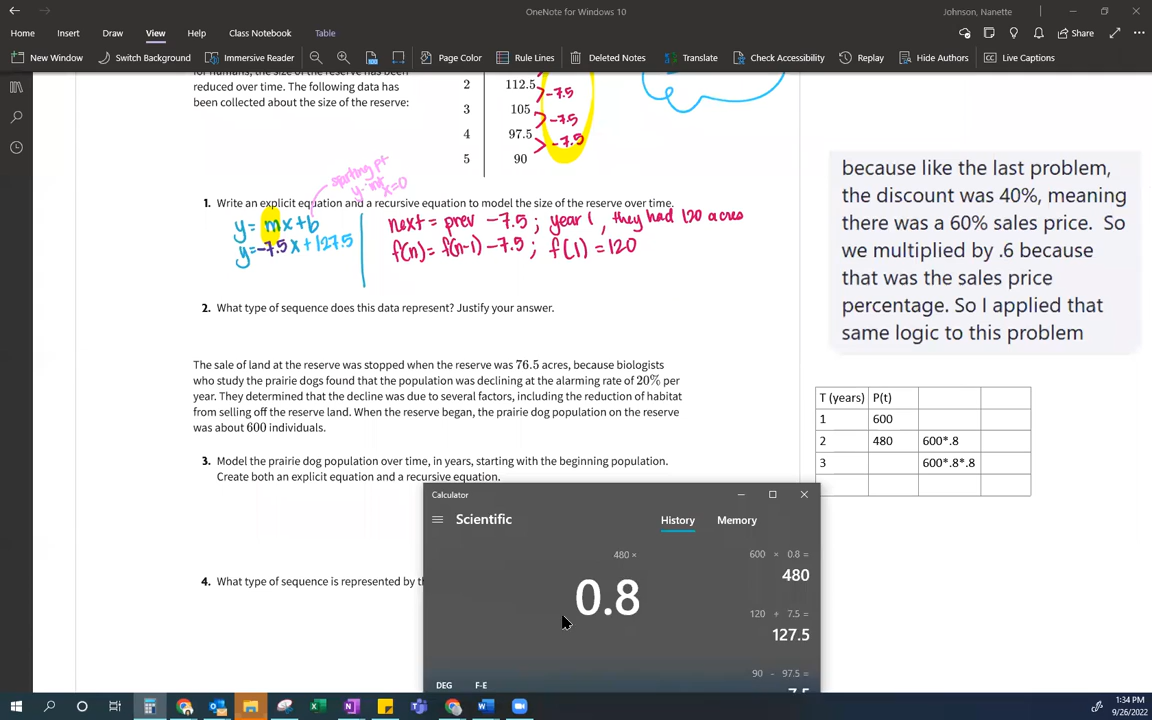 OneNote for Windows 10
Johnson, Nanette
Home Insert Draw View Help Class Notebook Table
Share
New Window Switch Background Immersive Reader Page Color Rule Lines Deleted Notes Translate Check Accessibility Replay Hide Authors Live Captions
reduced over time. The following data has
been collected about the size of the reserve:
2 112.5 > -7.5
3 105 > -7.5
4 97.5 > -7.5
5 90
starting pt
y-int
x=0
1. Write an explicit equation and a recursive equation to model the size of the reserve over time.
y = mx + b
y = -7.5x + 127.5
next = prev - 7.5 ; year 1, they had 120 acres
f(n) = f(n-1) - 7.5 ; f(1) = 120
2. What type of sequence does this data represent? Justify your answer.
The sale of land at the reserve was stopped when the reserve was 76.5 acres, because biologists
who study the prairie dogs found that the population was declining at the alarming rate of 20% per
year. They determined that the decline was due to several factors, including the reduction of habitat
from selling off the reserve land. When the reserve began, the prairie dog population on the reserve
was about 600 individuals.
3. Model the prairie dog population over time, in years, starting with the beginning population.
Create both an explicit equation and a recursive equation.
4. What type of sequence is represented by
because like the last problem,
the discount was 40%, meaning
there was a 60% sales price. So
we multiplied by .6 because
that was the sales price
percentage. So I applied that
same logic to this problem
T (years) P(t)
1 600
2 480 600*.8
3 600*.8*.8
Calculator
Scientific
History Memory
480 ×
0.8
600 × 0.8 =
480
120 + 7.5 =
127.5
90 - 97.5 =
DEG F-E
1:34 PM
9/26/2022